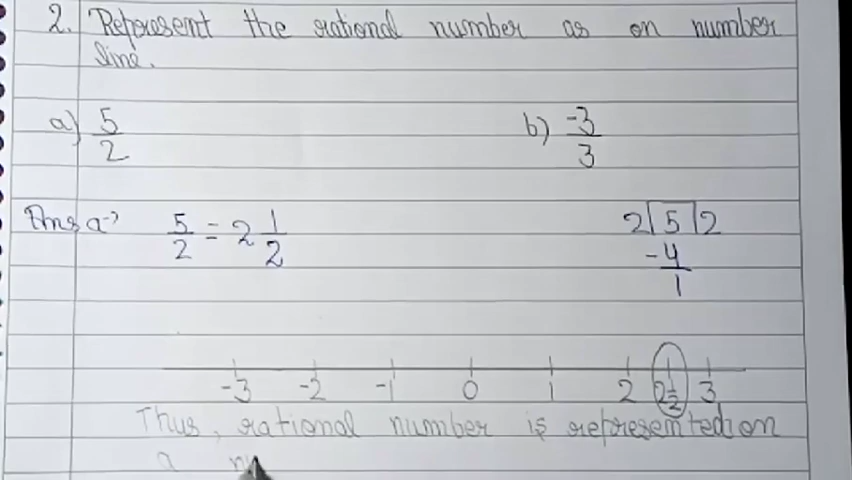 2. Represent the rational number as on number
line.
a) 5/2 b) -3/3
Ans a→ 5/2 = 2 1/2 2|5|2
-4
1
-3 -2 -1 0 1 2 2 1/2 3
Thus, rational number is represented on
a